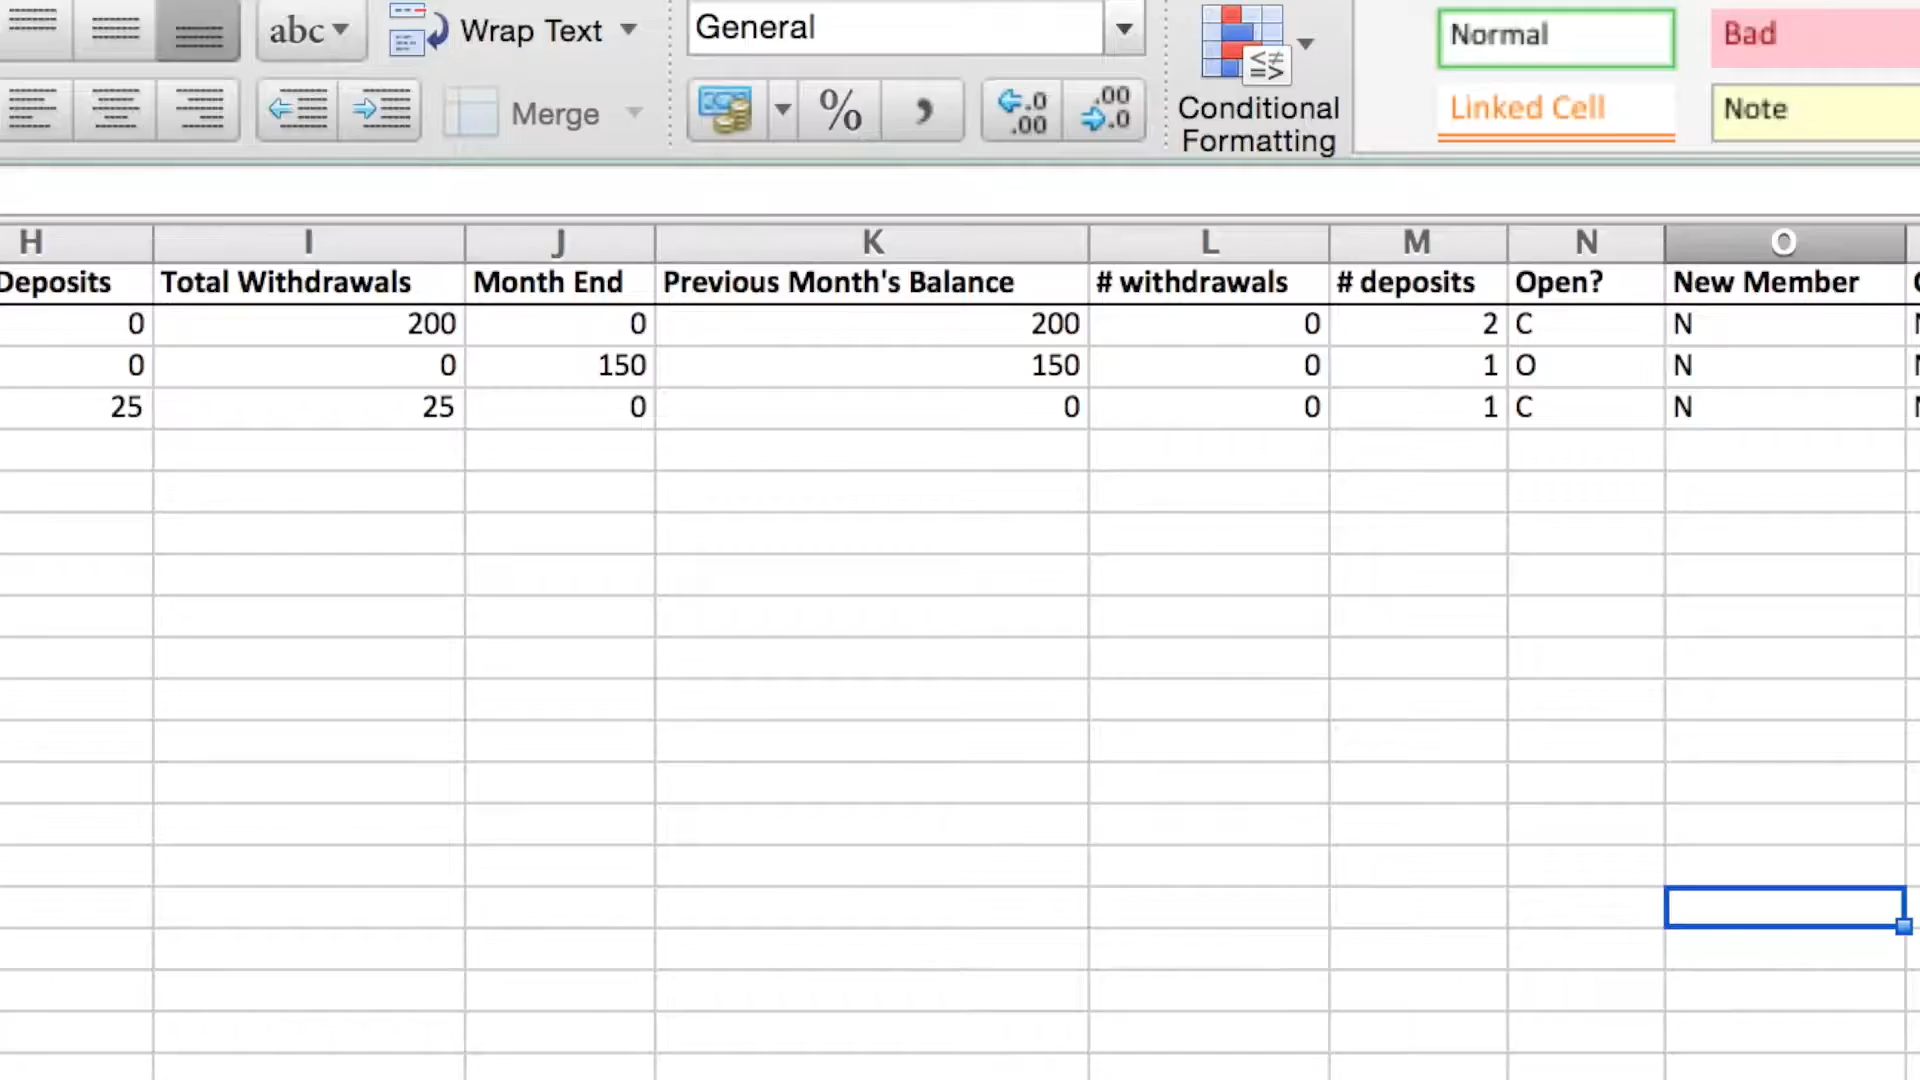 abc Wrap Text General Normal Bad
Merge % , .0 .00 .00 .0 Conditional Formatting Linked Cell Note
H I J K L M N O
Deposits Total Withdrawals Month End Previous Month's Balance # withdrawals # deposits Open? New Member
0 200 0 200 0 2 C N
0 0 150 150 0 1 O N
25 25 0 0 0 1 C N